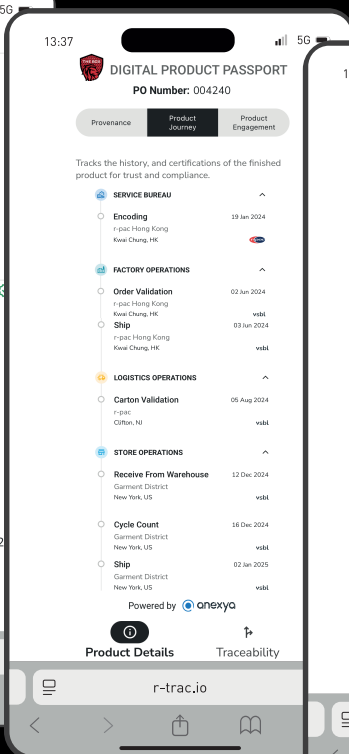 5G
13:37
5G
1
THE BOX
DIGITAL PRODUCT PASSPORT
PO Number: 004240
Provenance
Product
Journey
Product
Engagement
Tracks the history, and certifications of the finished
product for trust and compliance.
SERVICE BUREAU
Encoding
19 Jan 2024
r-pac Hong Kong
Kwai Chung, HK
FACTORY OPERATIONS
Order Validation
02 Jun 2024
r-pac Hong Kong
Kwai Chung, HK
vsbl
Ship
03 Jun 2024
r-pac Hong Kong
Kwai Chung, HK
vsbl
LOGISTICS OPERATIONS
Carton Validation
05 Aug 2024
r-pac
Clifton, NJ
vsbl
STORE OPERATIONS
Receive From Warehouse
12 Dec 2024
Garment District
New York, US
vsbl
Cycle Count
16 Dec 2024
Garment District
New York, US
vsbl
Ship
02 Jan 2025
Garment District
New York, US
vsbl
Powered by anexya
Product Details
Traceability
r-trac.io